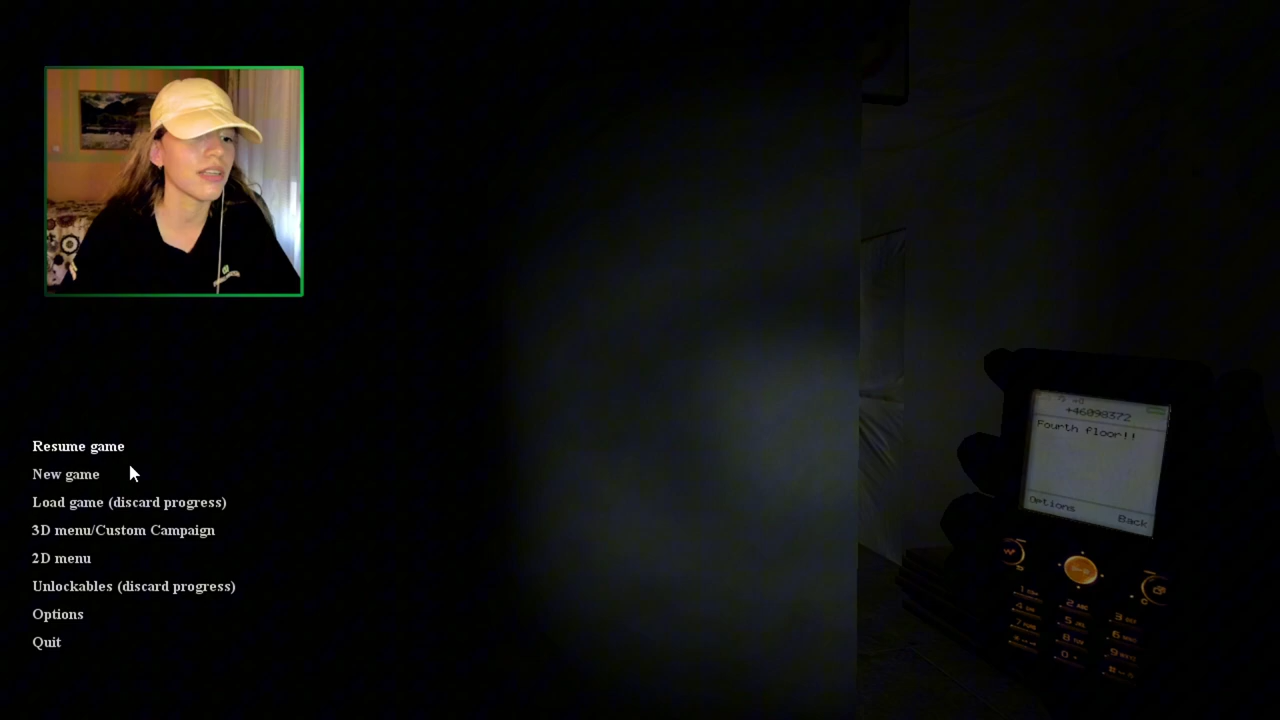 Resume game
New game
Load game (discard progress)
3D menu/Custom Campaign
2D menu
Unlockables (discard progress)
Options
Quit
+46098372
Fourth floor!!
Options
Back